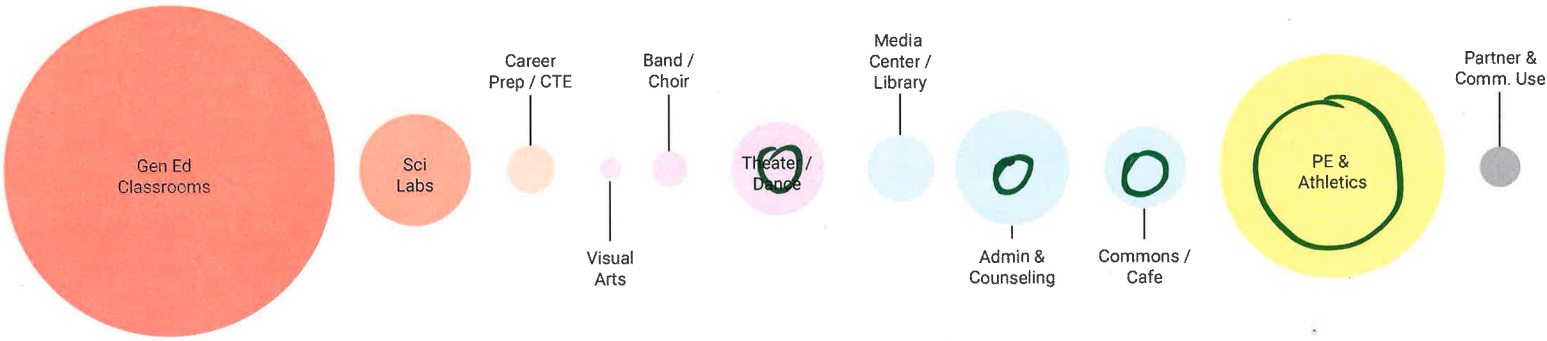 Gen Ed
Classrooms
Sci
Labs
Career
Prep / CTE
Visual
Arts
Band /
Choir
Theater /
Dance
Media
Center /
Library
Admin &
Counseling
Commons /
Cafe
PE &
Athletics
Partner &
Comm. Use